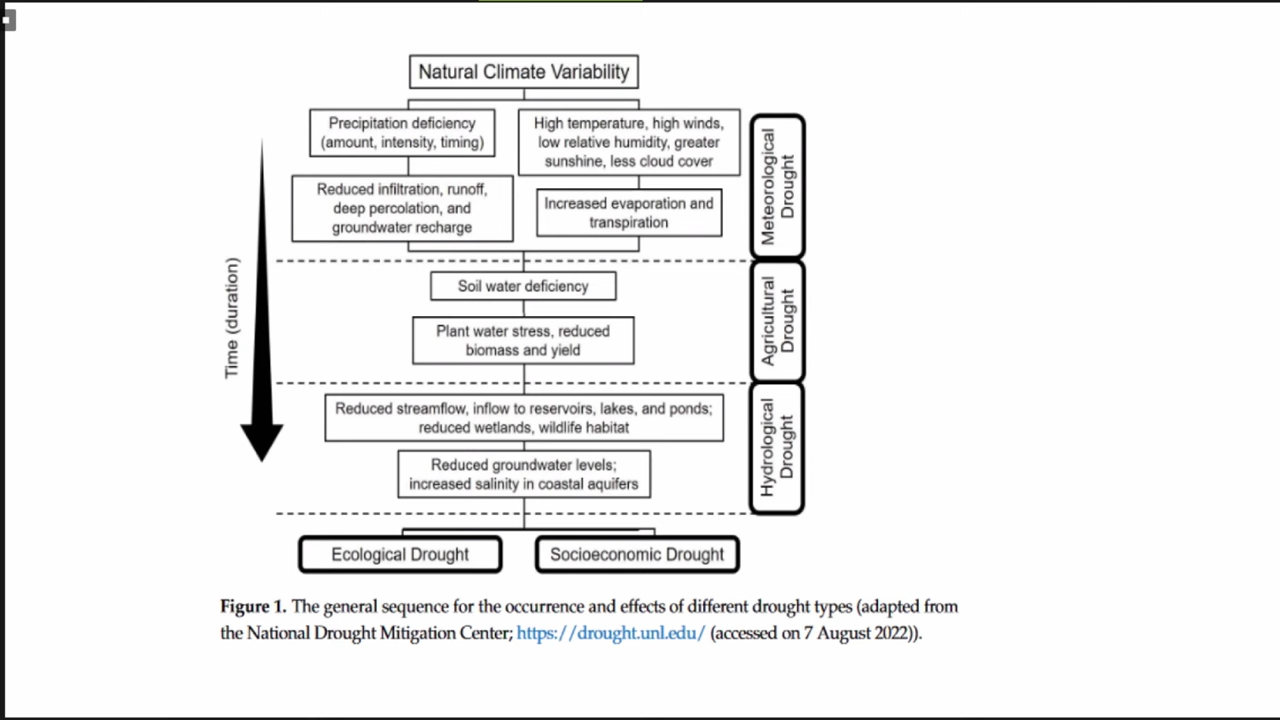 Natural Climate Variability
Precipitation deficiency
(amount, intensity, timing)
High temperature, high winds,
low relative humidity, greater
sunshine, less cloud cover
Reduced infiltration, runoff,
deep percolation, and
groundwater recharge
Increased evaporation and
transpiration
Meteorological
Drought
Time (duration)
Soil water deficiency
Plant water stress, reduced
biomass and yield
Agricultural
Drought
Reduced streamflow, inflow to reservoirs, lakes, and ponds;
reduced wetlands, wildlife habitat
Reduced groundwater levels;
increased salinity in coastal aquifers
Hydrological
Drought
Ecological Drought
Socioeconomic Drought
Figure 1. The general sequence for the occurrence and effects of different drought types (adapted from
the National Drought Mitigation Center; https://drought.unl.edu/ (accessed on 7 August 2022)).